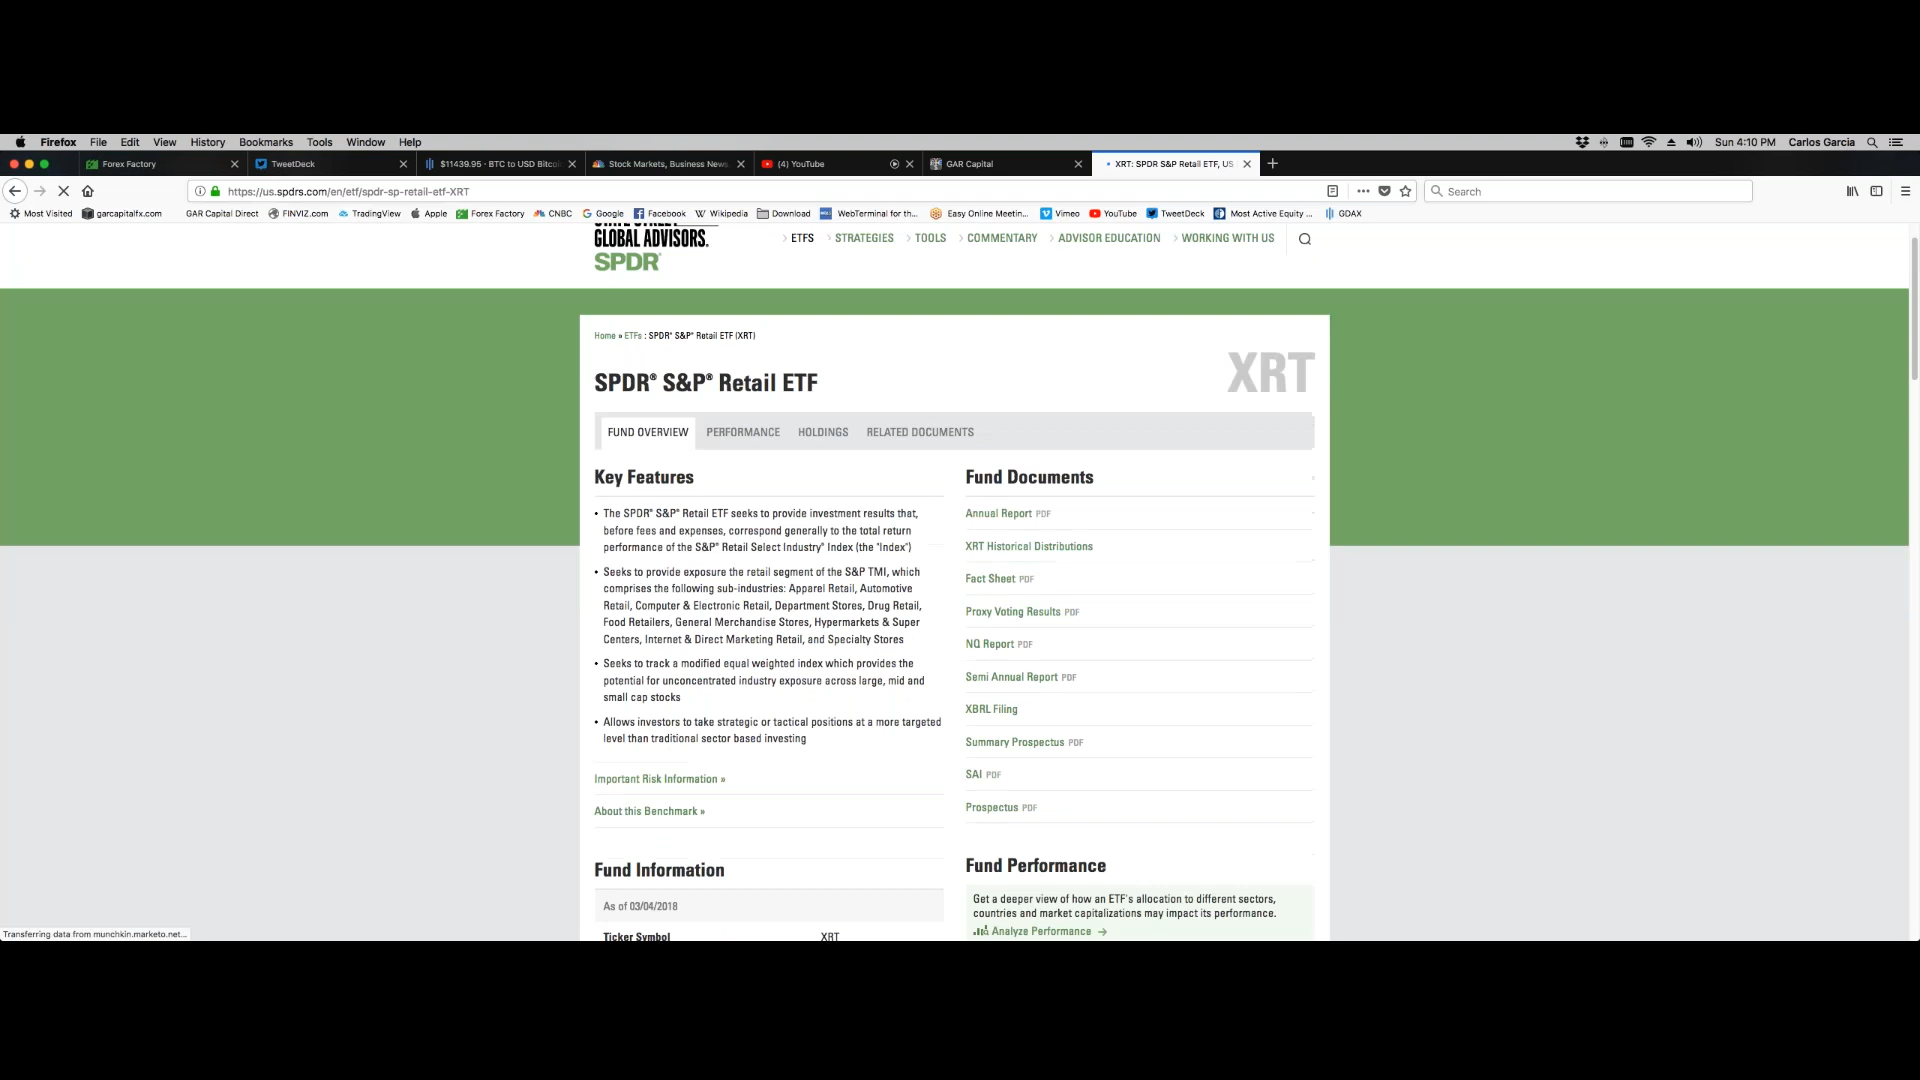 Firefox File Edit View History Bookmarks Tools Window Help Sun 4:10 PM Carlos Garcia
Forex Factory TweetDeck $11439.95 · BTC to USD Bitcoi Stock Markets, Business News (4) YouTube GAR Capital XRT: SPDR S&P Retail ETF, US
https://us.spdrs.com/en/etf/spdr-sp-retail-etf-XRT Search
Most Visited garcapitalfx.com GAR Capital Direct FINVIZ.com TradingView Apple Forex Factory CNBC Google Facebook Wikipedia Download WebTerminal for th... Easy Online Meetin... Vimeo YouTube TweetDeck Most Active Equity ... GDAX
GLOBAL ADVISORS.
SPDR®
ETFS STRATEGIES TOOLS COMMENTARY ADVISOR EDUCATION WORKING WITH US
Home » ETFs : SPDR® S&P® Retail ETF (XRT)
XRT
SPDR® S&P® Retail ETF
FUND OVERVIEW PERFORMANCE HOLDINGS RELATED DOCUMENTS
Key Features
• The SPDR® S&P® Retail ETF seeks to provide investment results that,
before fees and expenses, correspond generally to the total return
performance of the S&P® Retail Select Industry® Index (the "Index")
• Seeks to provide exposure the retail segment of the S&P TMI, which
comprises the following sub-industries: Apparel Retail, Automotive
Retail, Computer & Electronic Retail, Department Stores, Drug Retail,
Food Retailers, General Merchandise Stores, Hypermarkets & Super
Centers, Internet & Direct Marketing Retail, and Specialty Stores
• Seeks to track a modified equal weighted index which provides the
potential for unconcentrated industry exposure across large, mid and
small cap stocks
• Allows investors to take strategic or tactical positions at a more targeted
level than traditional sector based investing
Important Risk Information »
About this Benchmark »
Fund Information
As of 03/04/2018
Ticker Symbol XRT
Fund Documents
Annual Report PDF
XRT Historical Distributions
Fact Sheet PDF
Proxy Voting Results PDF
NQ Report PDF
Semi Annual Report PDF
XBRL Filing
Summary Prospectus PDF
SAI PDF
Prospectus PDF
Fund Performance
Get a deeper view of how an ETF's allocation to different sectors,
countries and market capitalizations may impact its performance.
Analyze Performance →
Transferring data from munchkin.marketo.net...